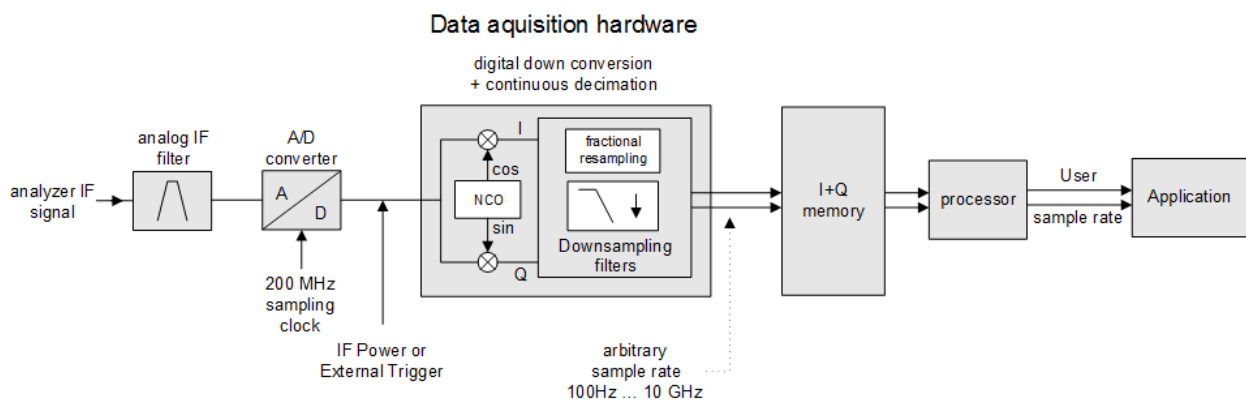 Data aquisition hardware
digital down conversion
+ continuous decimation
analog IF
filter
A/D
converter
analyzer IF
signal
A
D
200 MHz
sampling
clock
IF Power or
External Trigger
I
cos
NCO
sin
Q
fractional
resampling
Downsampling
filters
arbitrary
sample rate
100Hz ... 10 GHz
I+Q
memory
processor
User
sample rate
Application